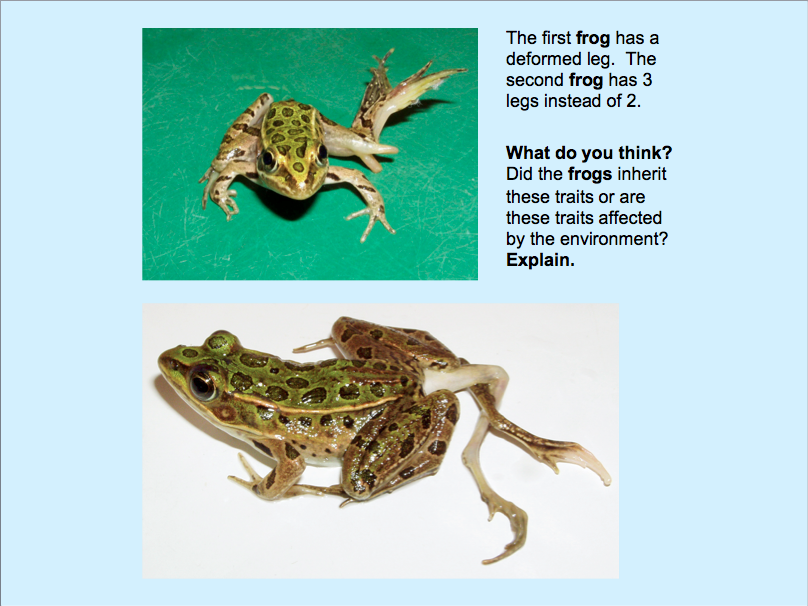 The first frog has a
deformed leg.  The
second frog has 3
legs instead of 2.
What do you think?
Did the frogs inherit
these traits or are
these traits affected
by the environment?
Explain.